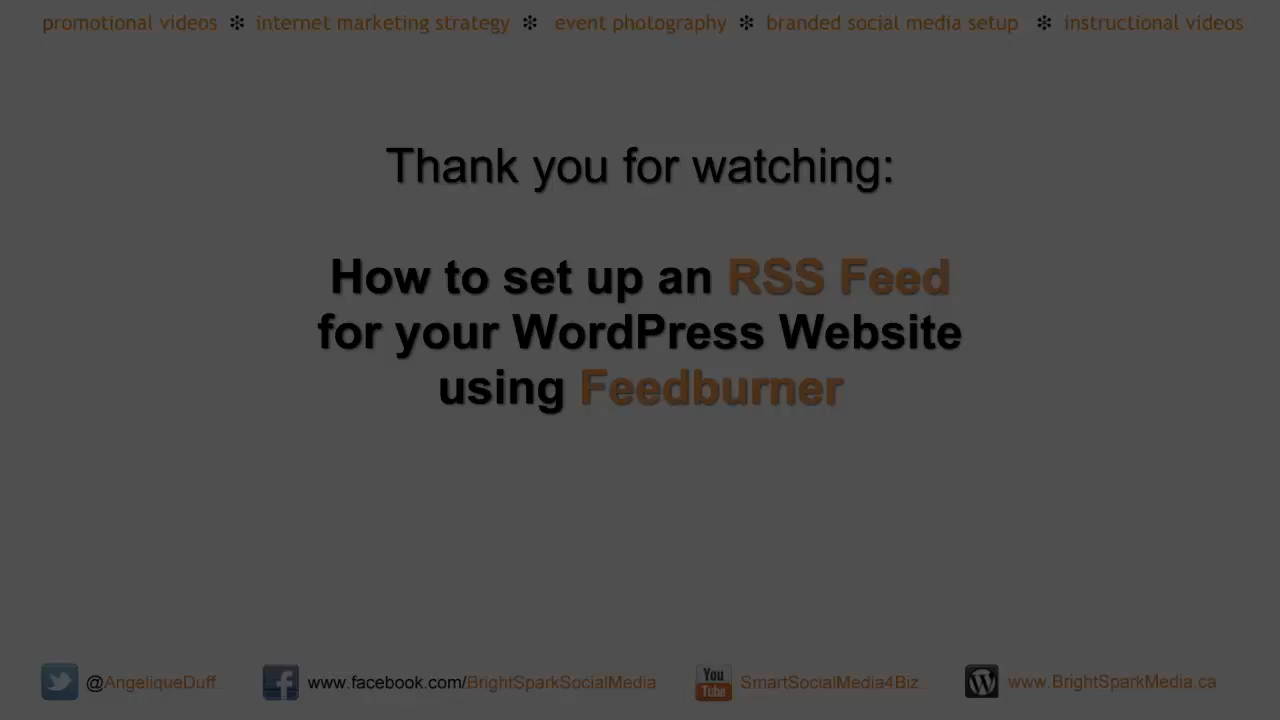 promotional videos ❇ internet marketing strategy ❇ event photography ❇ branded social media setup ❇ instructional videos
Thank you for watching:
How to set up an RSS Feed
for your WordPress Website
using Feedburner
@AngeliqueDuff www.facebook.com/BrightSparkSocialMedia You Tube SmartSocialMedia4Biz www.BrightSparkMedia.ca